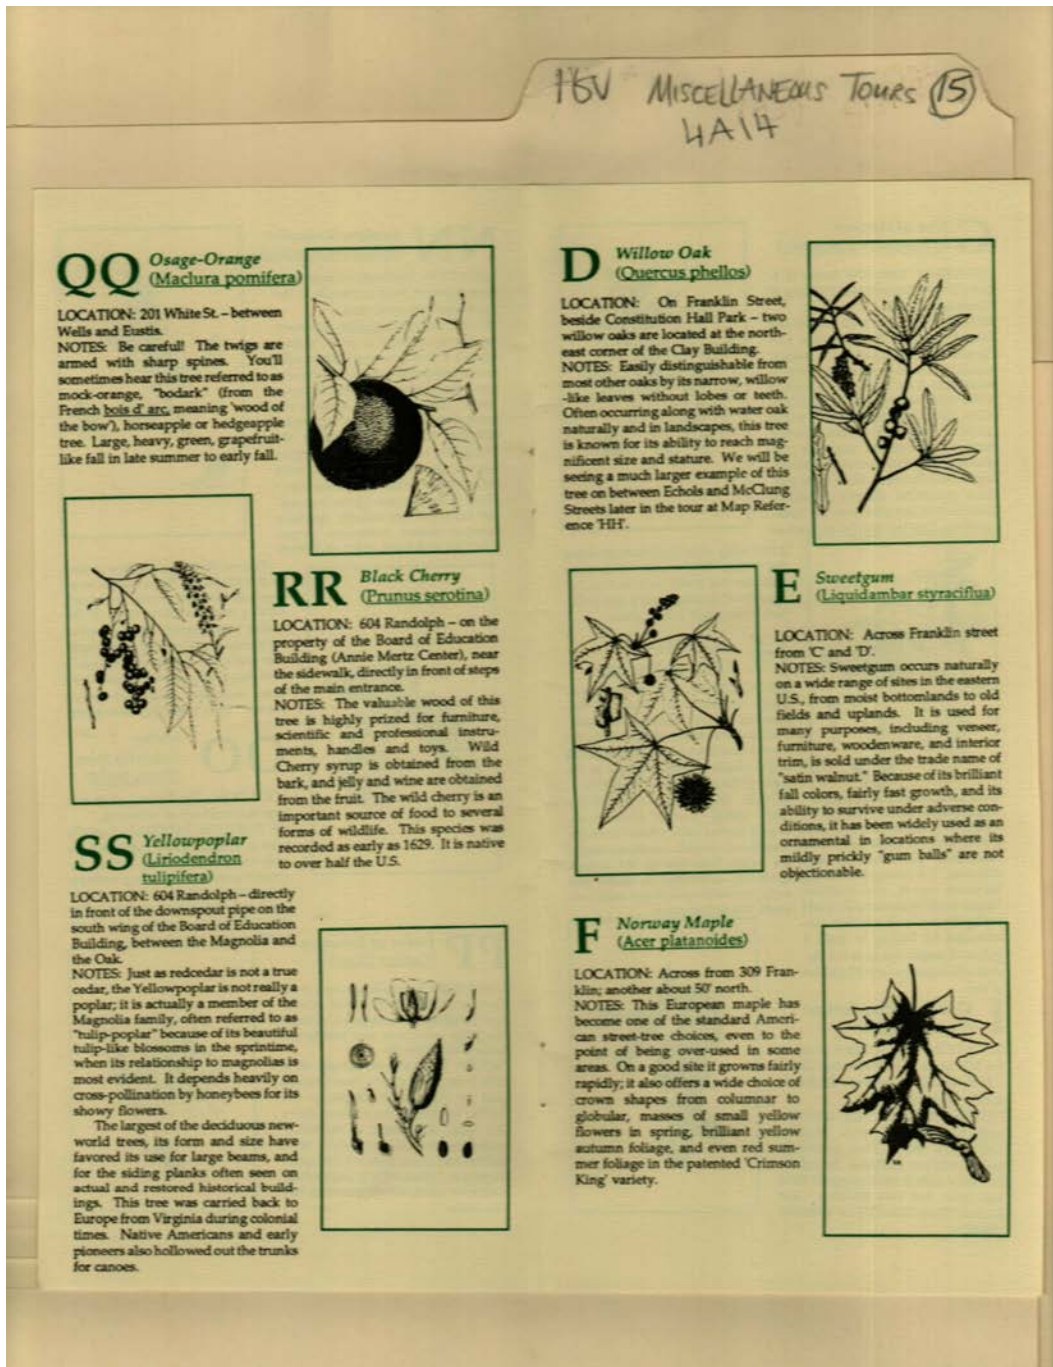 HSV MISCELLANEOUS TOURS 15
4A14
QQ Osage-Orange
(Maclura pomifera)
LOCATION: 201 White St. – between
Wells and Eustis.
NOTES: Be careful! The twigs are
armed with sharp spines. You'll
sometimes hear this tree referred to as
mock-orange, "bodark" (from the
French bois d' arc, meaning 'wood of
the bow'), horseapple or hedgeapple
tree. Large, heavy, green, grapefruit-
like fall in late summer to early fall.
RR Black Cherry
(Prunus serotina)
LOCATION: 604 Randolph – on the
property of the Board of Education
Building (Annie Mertz Center), near
the sidewalk, directly in front of steps
of the main entrance.
NOTES: The valuable wood of this
tree is highly prized for furniture,
scientific and professional instru-
ments, handles and toys. Wild
Cherry syrup is obtained from the
bark, and jelly and wine are obtained
from the fruit. The wild cherry is an
important source of food to several
forms of wildlife. This species was
recorded as early as 1629. It is native
to over half the U.S.
SS Yellowpoplar
(Liriodendron
tulipifera)
LOCATION: 604 Randolph – directly
in front of the downspout pipe on the
south wing of the Board of Education
Building, between the Magnolia and
the Oak.
NOTES: Just as redcedar is not a true
cedar, the Yellowpoplar is not really a
poplar; it is actually a member of the
Magnolia family, often referred to as
"tulip-poplar" because of its beautiful
tulip-like blossoms in the sprintime,
when its relationship to magnolias is
most evident. It depends heavily on
cross-pollination by honeybees for its
showy flowers.
The largest of the deciduous new-
world trees, its form and size have
favored its use for large beams, and
for the siding planks often seen on
actual and restored historical build-
ings. This tree was carried back to
Europe from Virginia during colonial
times. Native Americans and early
pioneers also hollowed out the trunks
for canoes.
D Willow Oak
(Quercus phellos)
LOCATION: On Franklin Street,
beside Constitution Hall Park – two
willow oaks are located at the north-
east corner of the Clay Building.
NOTES: Easily distinguishable from
most other oaks by its narrow, willow
-like leaves without lobes or teeth.
Often occurring along with water oak
naturally and in landscapes, this tree
is known for its ability to reach mag-
nificent size and stature. We will be
seeing a much larger example of this
tree on between Echols and McClung
Streets later in the tour at Map Refer-
ence 'HH'.
E Sweetgum
(Liquidambar styraciflua)
LOCATION: Across Franklin street
from 'C' and 'D'.
NOTES: Sweetgum occurs naturally
on a wide range of sites in the eastern
U.S., from moist bottomlands to old
fields and uplands. It is used for
many purposes, including veneer,
furniture, woodenware, and interior
trim, is sold under the trade name of
"satin walnut." Because of its brilliant
fall colors, fairly fast growth, and its
ability to survive under adverse con-
ditions, it has been widely used as an
ornamental in locations where its
mildly prickly "gum balls" are not
objectionable.
F Norway Maple
(Acer platanoides)
LOCATION: Across from 309 Fran-
klin; another about 50' north.
NOTES: This European maple has
become one of the standard Ameri-
can street-tree choices, even to the
point of being over-used in some
areas. On a good site it growns fairly
rapidly; it also offers a wide choice of
crown shapes from columnar to
globular, masses of small yellow
flowers in spring, brilliant yellow
autumn foliage, and even red sum-
mer foliage in the patented 'Crimson
King' variety.